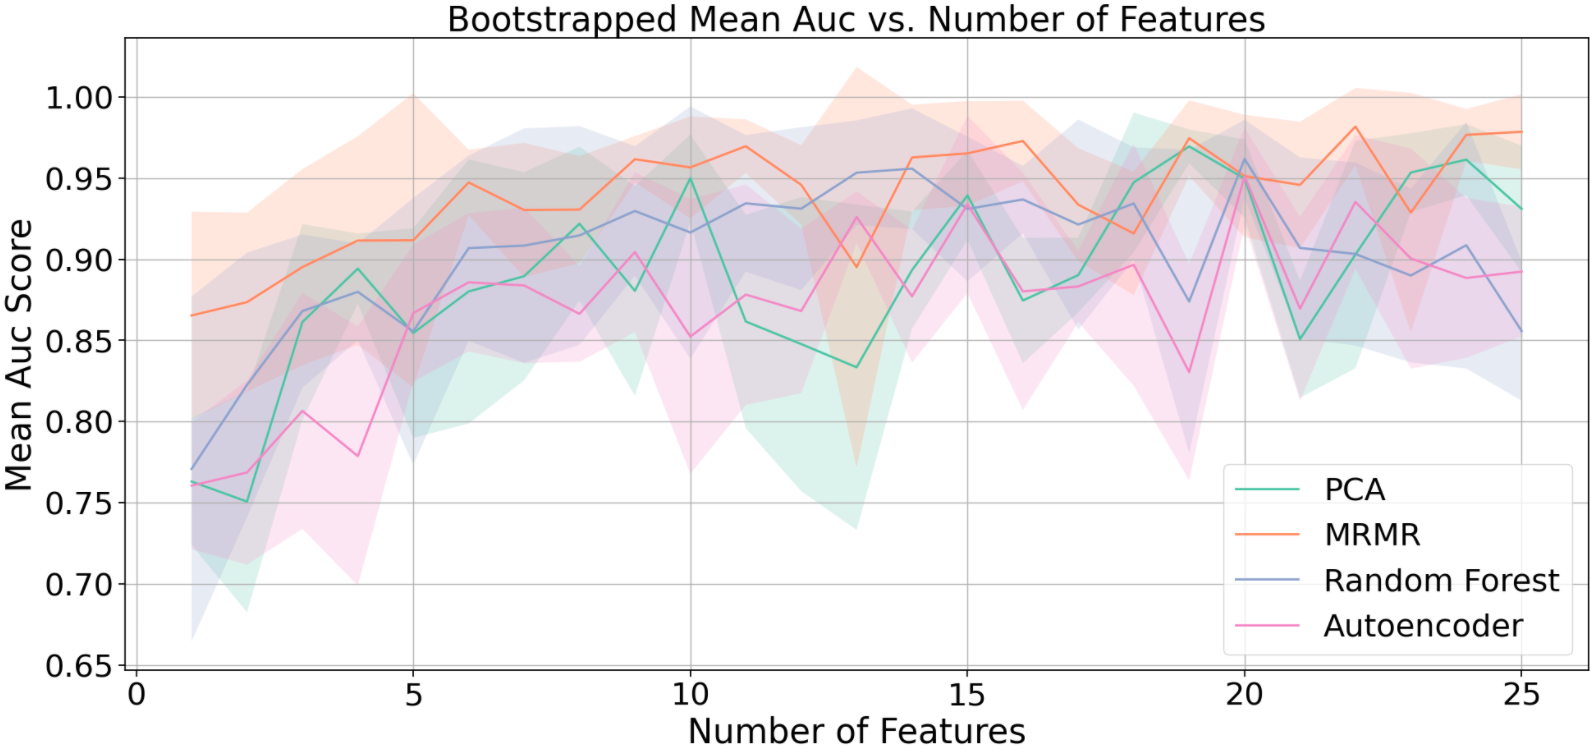 Bootstrapped Mean Auc vs. Number of Features
Mean Auc Score
1.00
0.95
0.90
0.85
0.80
0.75
0.70
0.65
0 5 10 15 20 25
Number of Features
PCA
MRMR
Random Forest
Autoencoder